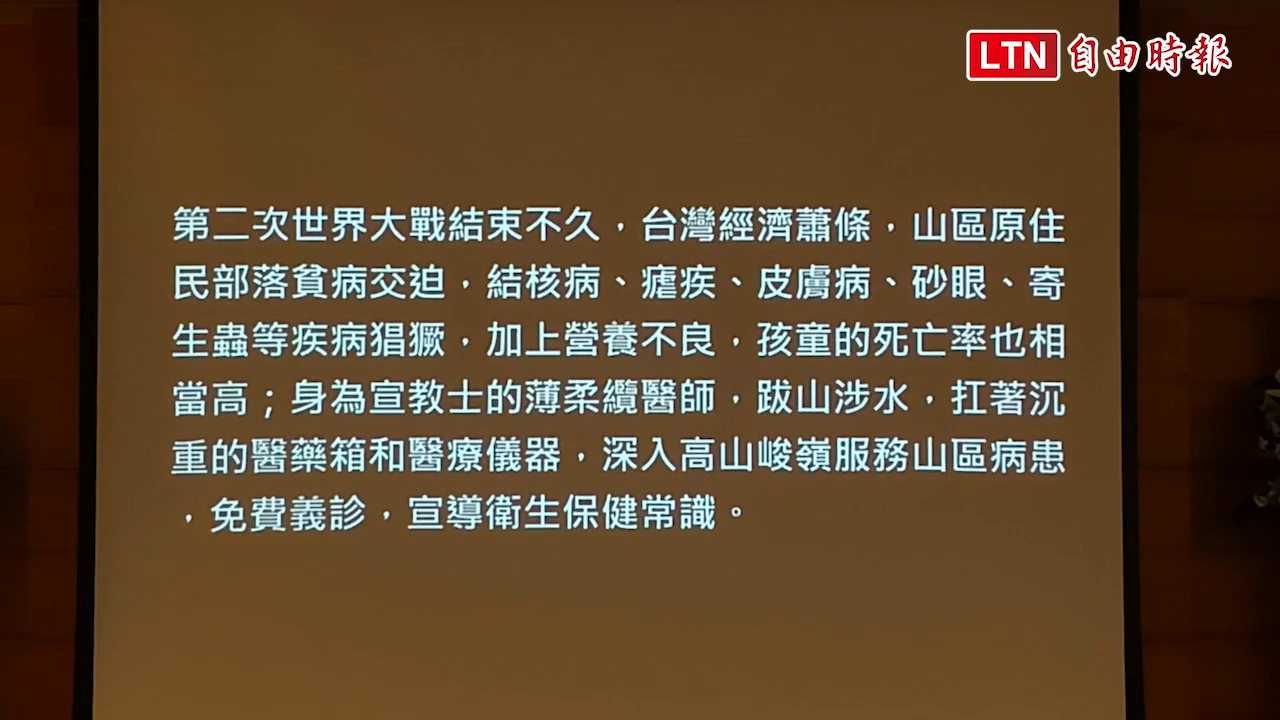 LTN 自由時報
第二次世界大戰結束不久，台灣經濟蕭條，山區原住
民部落貧病交迫，結核病、瘧疾、皮膚病、砂眼、寄
生蟲等疾病猖獗，加上營養不良，孩童的死亡率也相
當高；身為宣教士的薄柔纜醫師，跋山涉水，扛著沉
重的醫藥箱和醫療儀器，深入高山峻嶺服務山區病患
，免費義診，宣導衛生保健常識。